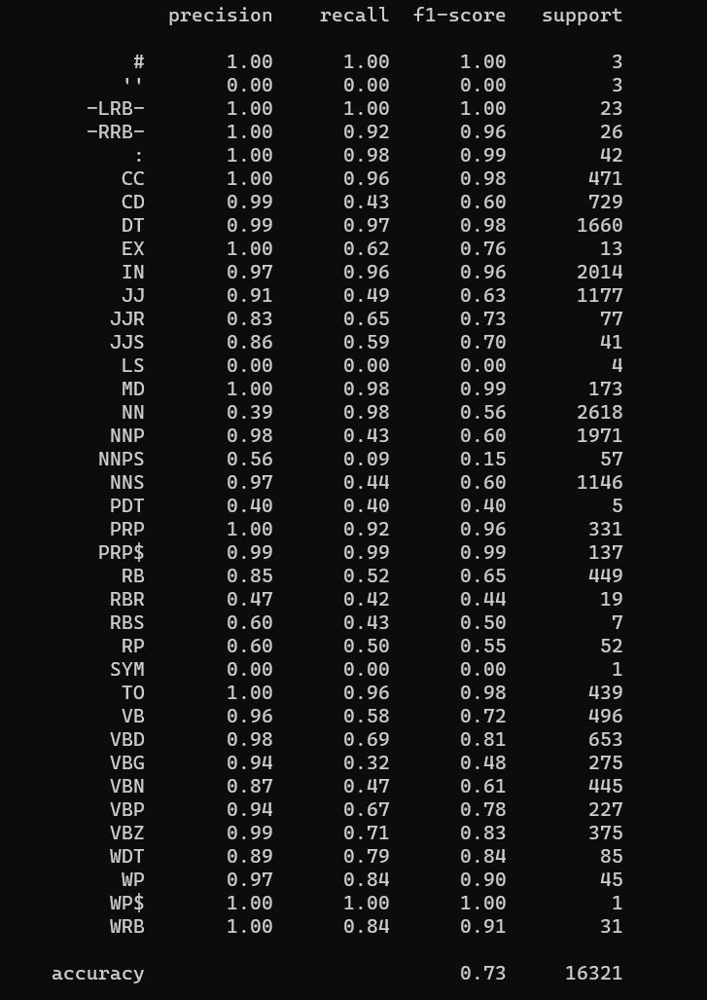 precision recall f1-score support
# 1.00 1.00 1.00 3
'' 0.00 0.00 0.00 3
-LRB- 1.00 1.00 1.00 23
-RRB- 1.00 0.92 0.96 26
: 1.00 0.98 0.99 42
CC 1.00 0.96 0.98 471
CD 0.99 0.43 0.60 729
DT 0.99 0.97 0.98 1660
EX 1.00 0.62 0.76 13
IN 0.97 0.96 0.96 2014
JJ 0.91 0.49 0.63 1177
JJR 0.83 0.65 0.73 77
JJS 0.86 0.59 0.70 41
LS 0.00 0.00 0.00 4
MD 1.00 0.98 0.99 173
NN 0.39 0.98 0.56 2618
NNP 0.98 0.43 0.60 1971
NNPS 0.56 0.09 0.15 57
NNS 0.97 0.44 0.60 1146
PDT 0.40 0.40 0.40 5
PRP 1.00 0.92 0.96 331
PRP$ 0.99 0.99 0.99 137
RB 0.85 0.52 0.65 449
RBR 0.47 0.42 0.44 19
RBS 0.60 0.43 0.50 7
RP 0.60 0.50 0.55 52
SYM 0.00 0.00 0.00 1
TO 1.00 0.96 0.98 439
VB 0.96 0.58 0.72 496
VBD 0.98 0.69 0.81 653
VBG 0.94 0.32 0.48 275
VBN 0.87 0.47 0.61 445
VBP 0.94 0.67 0.78 227
VBZ 0.99 0.71 0.83 375
WDT 0.89 0.79 0.84 85
WP 0.97 0.84 0.90 45
WP$ 1.00 1.00 1.00 1
WRB 1.00 0.84 0.91 31
accuracy 0.73 16321